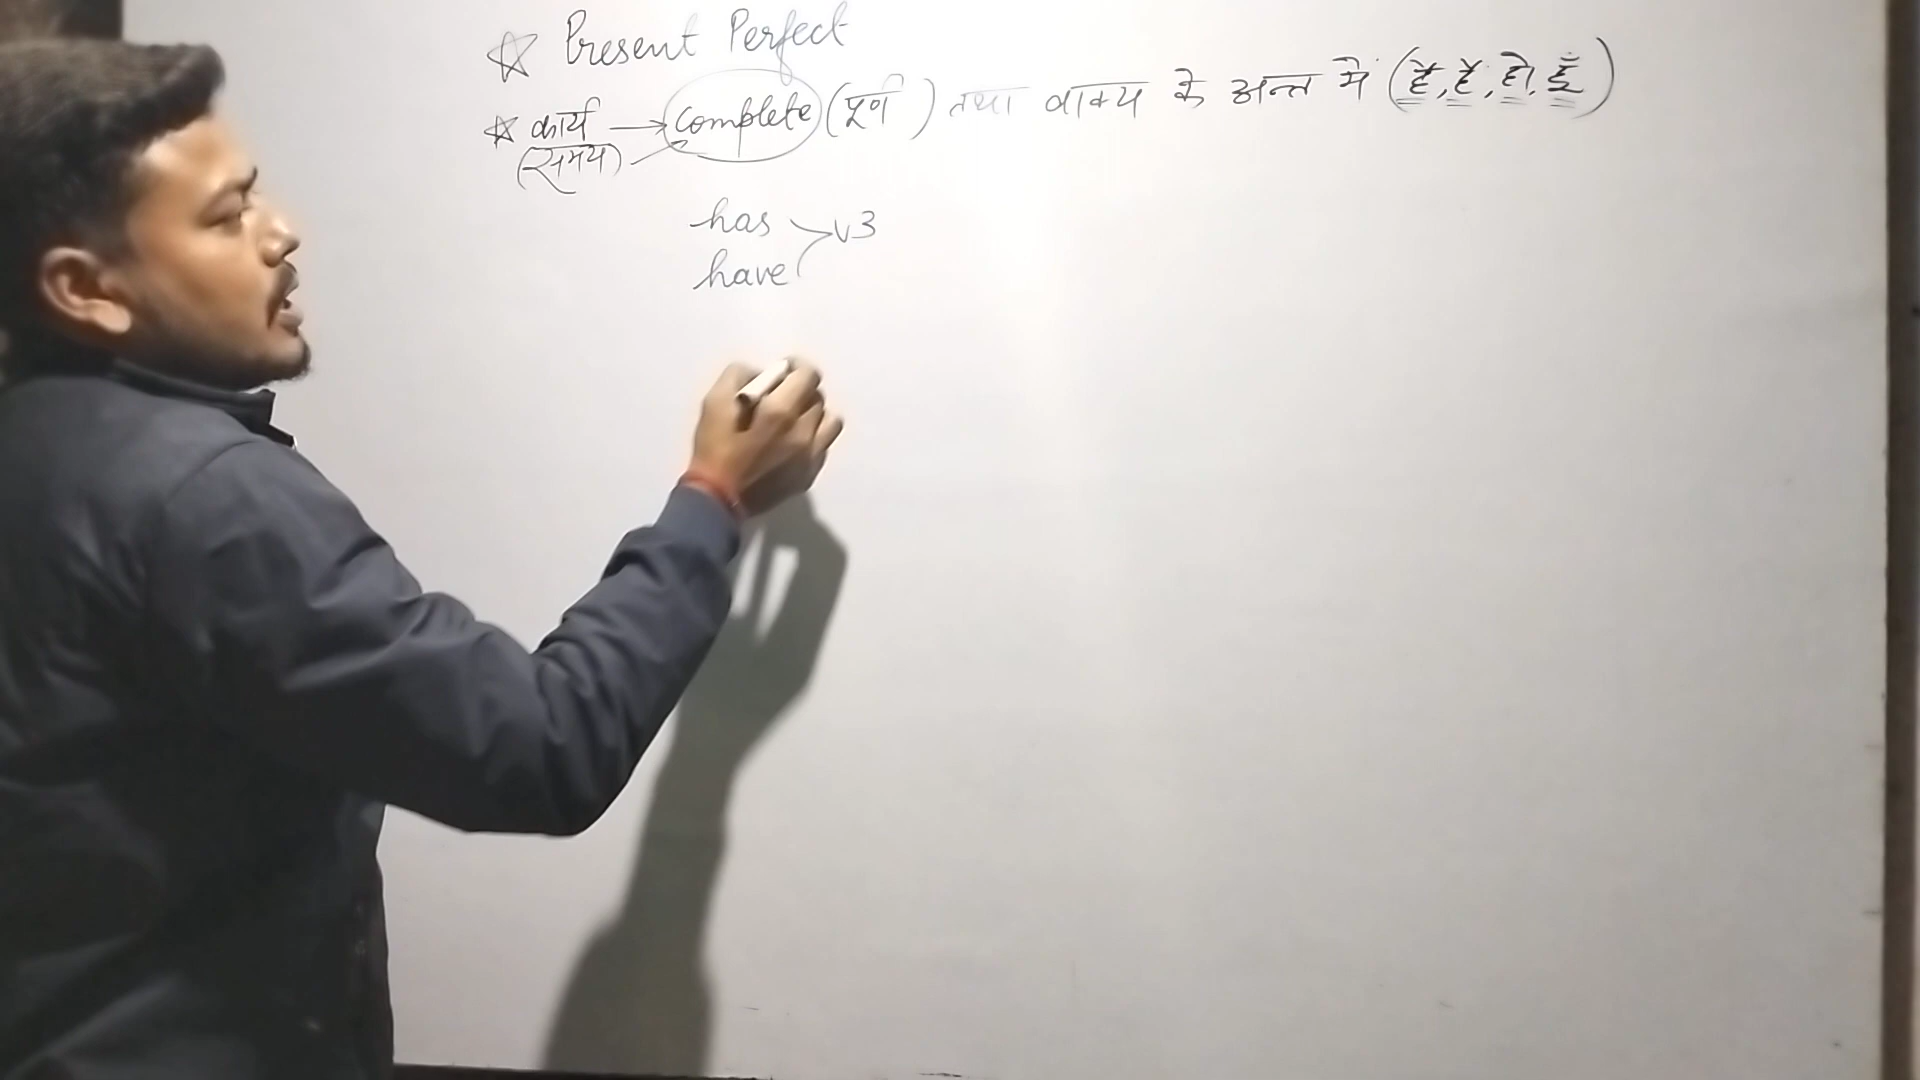 ☆ Present Perfect
☆ कार्य → Complete (पूर्ण) तथा वाक्य के अन्त में (है, हैं, हो, हूँ)
(समय)
has
v3
have